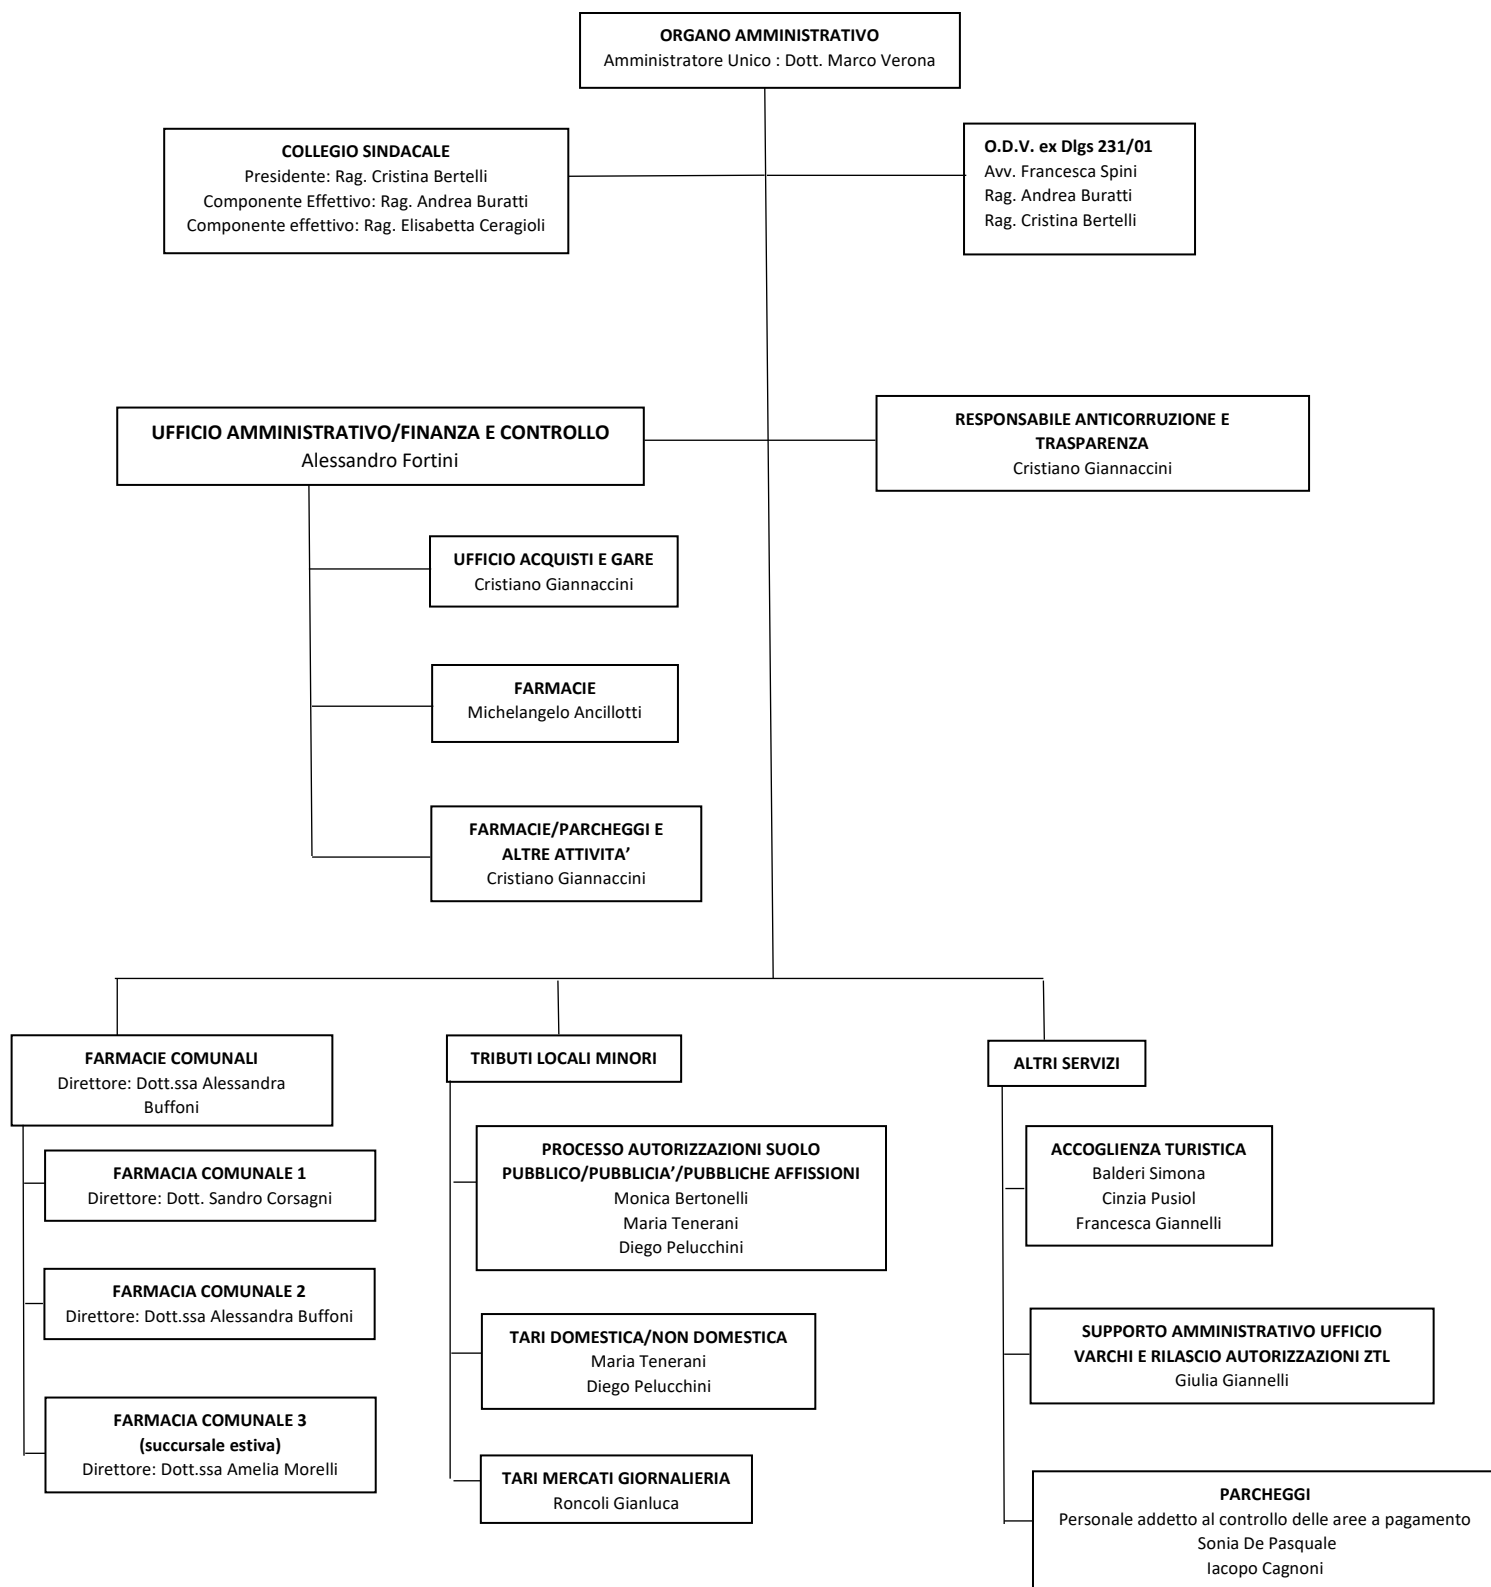 ORGANO AMMINISTRATIVO
Amministratore Unico : Dott. Marco Verona
COLLEGIO SINDACALE
Presidente: Rag. Cristina Bertelli
Componente Effettivo: Rag. Andrea Buratti
Componente effettivo: Rag. Elisabetta Ceragioli
O.D.V. ex Dlgs 231/01
Avv. Francesca Spini
Rag. Andrea Buratti
Rag. Cristina Bertelli
UFFICIO AMMINISTRATIVO/FINANZA E CONTROLLO
Alessandro Fortini
RESPONSABILE ANTICORRUZIONE E
TRASPARENZA
Cristiano Giannaccini
UFFICIO ACQUISTI E GARE
Cristiano Giannaccini
FARMACIE
Michelangelo Ancillotti
FARMACIE/PARCHEGGI E
ALTRE ATTIVITA’
Cristiano Giannaccini
FARMACIE COMUNALI
Direttore: Dott.ssa Alessandra
Buffoni
FARMACIA COMUNALE 1
Direttore: Dott. Sandro Corsagni
FARMACIA COMUNALE 2
Direttore: Dott.ssa Alessandra Buffoni
FARMACIA COMUNALE 3
(succursale estiva)
Direttore: Dott.ssa Amelia Morelli
TRIBUTI LOCALI MINORI
PROCESSO AUTORIZZAZIONI SUOLO
PUBBLICO/PUBBLICIA’/PUBBLICHE AFFISSIONI
Monica Bertonelli
Maria Tenerani
Diego Pelucchini
TARI DOMESTICA/NON DOMESTICA
Maria Tenerani
Diego Pelucchini
TARI MERCATI GIORNALIERIA
Roncoli Gianluca
ALTRI SERVIZI
ACCOGLIENZA TURISTICA
Balderi Simona
Cinzia Pusiol
Francesca Giannelli
SUPPORTO AMMINISTRATIVO UFFICIO
VARCHI E RILASCIO AUTORIZZAZIONI ZTL
Giulia Giannelli
PARCHEGGI
Personale addetto al controllo delle aree a pagamento
Sonia De Pasquale
Iacopo Cagnoni